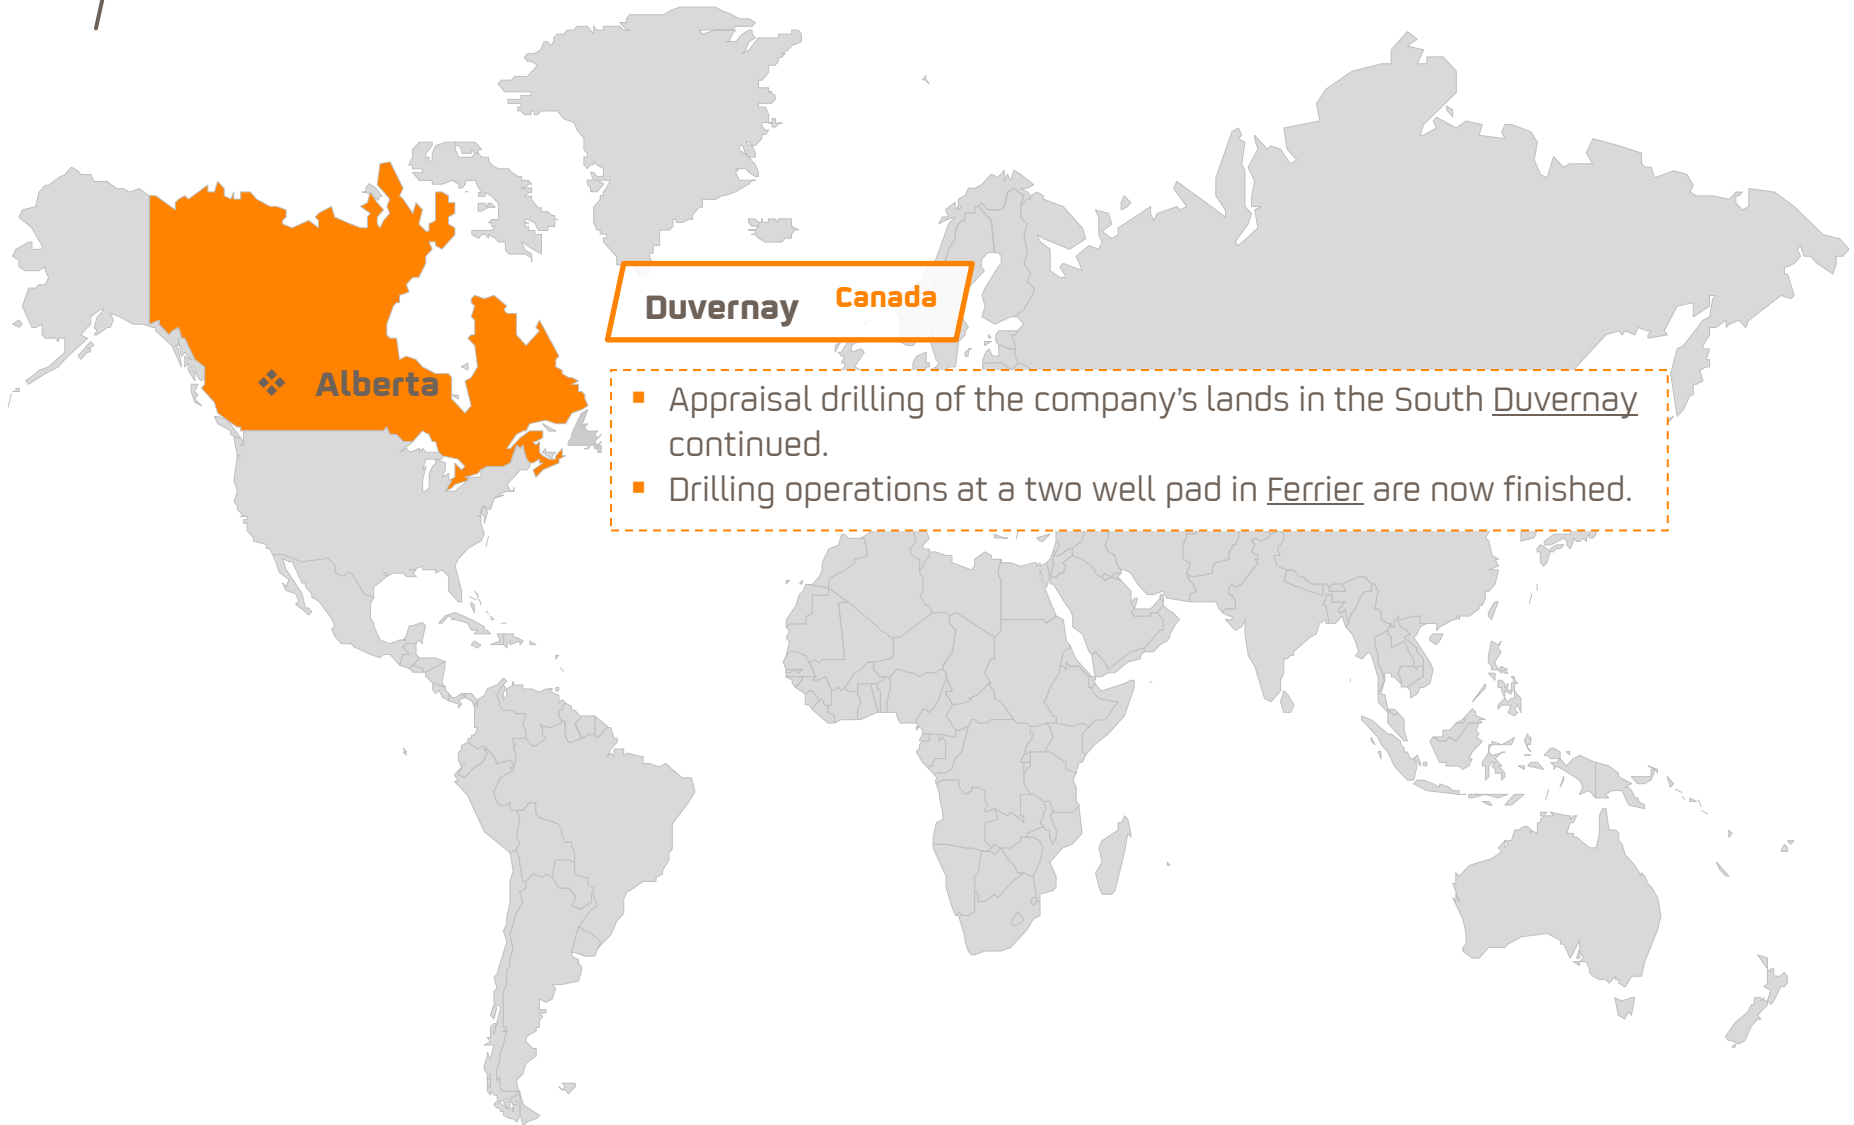 Duvernay Canada
Alberta
▪ Appraisal drilling of the company’s lands in the South Duvernay
continued.
▪ Drilling operations at a two well pad in Ferrier are now finished.